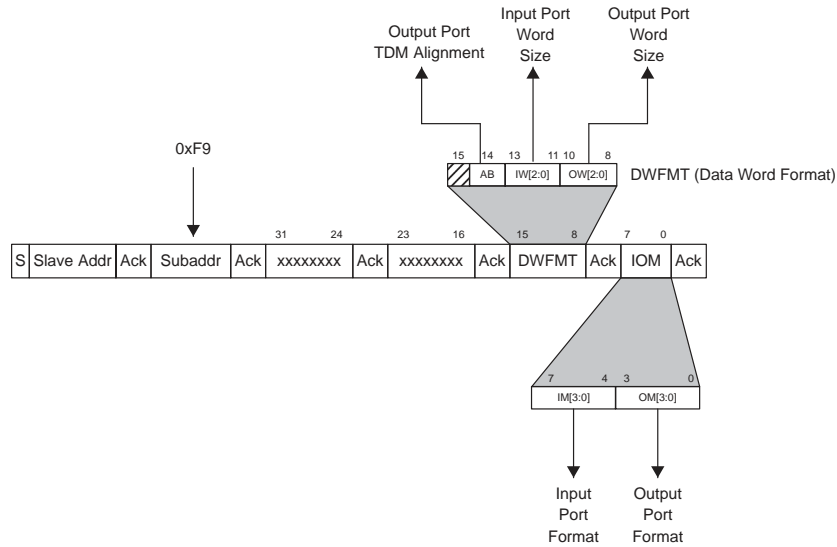 Output Port
TDM Alignment
Input Port
Word
Size
Output Port
Word
Size
0xF9
15 14 13 11 10 8
AB IW[2:0] OW[2:0] DWFMT (Data Word Format)
31 24 23 16 15 8 7 0
S Slave Addr Ack Subaddr Ack xxxxxxxx Ack xxxxxxxx Ack DWFMT Ack IOM Ack
7 4 3 0
IM[3:0] OM[3:0]
Input
Port
Format
Output
Port
Format